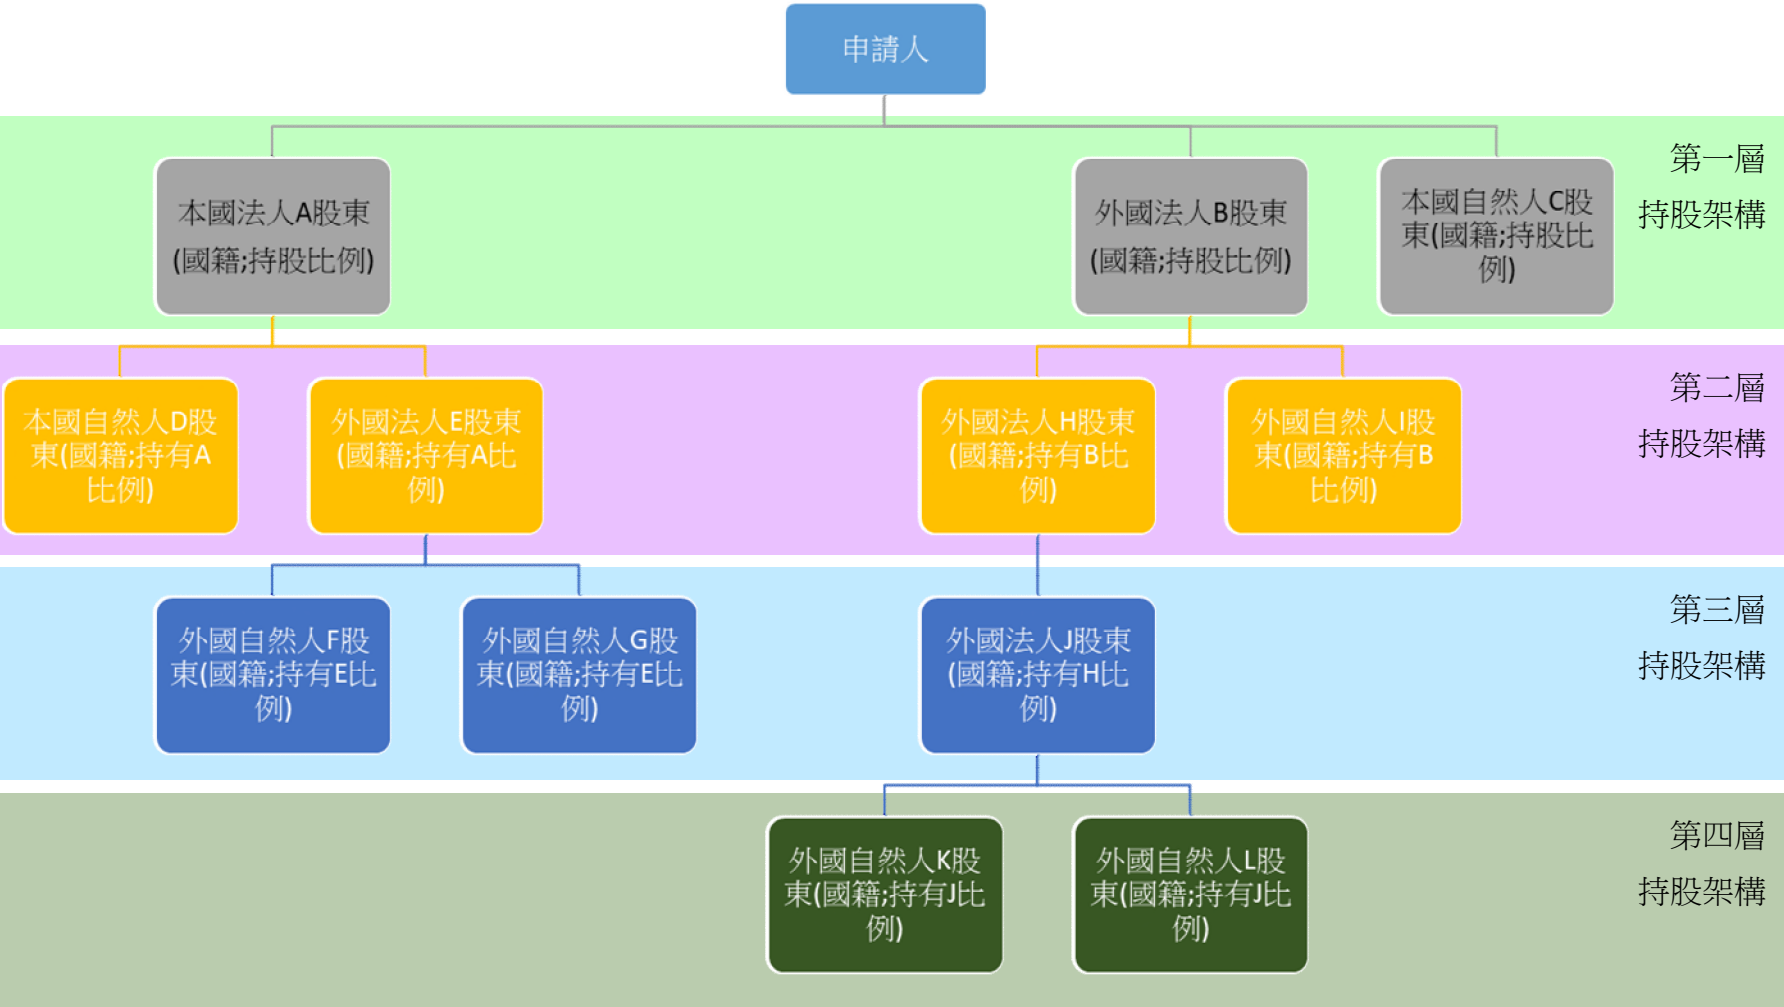 申請人
第一層
持股架構
本國法人A股東
(國籍;持股比例)
外國法人B股東
(國籍;持股比例)
本國自然人C股
東(國籍;持股比
例)
第二層
持股架構
本國自然人D股
東(國籍;持有A
比例)
外國法人E股東
(國籍;持有A比
例)
外國法人H股東
(國籍;持有B比
例)
外國自然人I股
東(國籍;持有B
比例)
第三層
持股架構
外國自然人F股
東(國籍;持有E比
例)
外國自然人G股
東(國籍;持有E比
例)
外國法人J股東
(國籍;持有H比
例)
第四層
持股架構
外國自然人K股
東(國籍;持有J比
例)
外國自然人L股
東(國籍;持有J比
例)